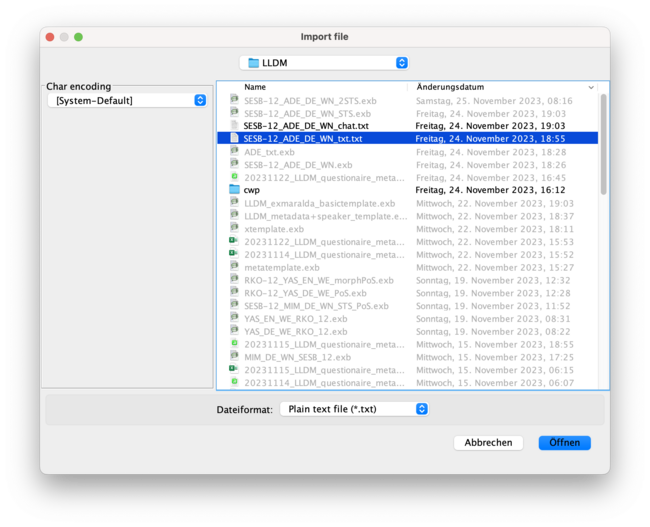 Import file
LLDM
Char encoding
[System-Default]
Name Änderungsdatum
SESB-12_ADE_DE_WN_2STS.exb Samstag, 25. November 2023, 08:16
SESB-12_ADE_DE_WN_STS.exb Freitag, 24. November 2023, 19:03
SESB-12_ADE_DE_WN_chat.txt Freitag, 24. November 2023, 19:03
SESB-12_ADE_DE_WN_txt.txt Freitag, 24. November 2023, 18:55
ADE_txt.exb Freitag, 24. November 2023, 18:28
SESB-12_ADE_DE_WN.exb Freitag, 24. November 2023, 18:26
20231122_LLDM_questionaire_meta... Freitag, 24. November 2023, 16:45
cwp Freitag, 24. November 2023, 16:12
LLDM_exmaralda_basictemplate.exb Mittwoch, 22. November 2023, 19:03
LLDM_metadata+speaker_template.e... Mittwoch, 22. November 2023, 18:37
xtemplate.exb Mittwoch, 22. November 2023, 18:11
20231122_LLDM_questionaire_meta... Mittwoch, 22. November 2023, 15:53
20231114_LLDM_questionaire_meta... Mittwoch, 22. November 2023, 15:52
metatemplate.exb Mittwoch, 22. November 2023, 15:27
RKO-12_YAS_EN_WE_morphPoS.exb Sonntag, 19. November 2023, 12:32
RKO-12_YAS_DE_WE_PoS.exb Sonntag, 19. November 2023, 12:28
SESB-12_MIM_DE_WN_STS_PoS.exb Sonntag, 19. November 2023, 11:52
YAS_EN_WE_RKO_12.exb Sonntag, 19. November 2023, 08:31
YAS_DE_WE_RKO_12.exb Sonntag, 19. November 2023, 08:22
20231115_LLDM_questionaire_meta... Mittwoch, 15. November 2023, 18:55
MIM_DE_WN_SESB_12.exb Mittwoch, 15. November 2023, 17:25
20231115_LLDM_questionaire_meta... Mittwoch, 15. November 2023, 06:15
20231114_LLDM_questionaire_meta... Mittwoch, 15. November 2023, 06:07
Dateiformat: Plain text file (*.txt)
Abbrechen Öffnen